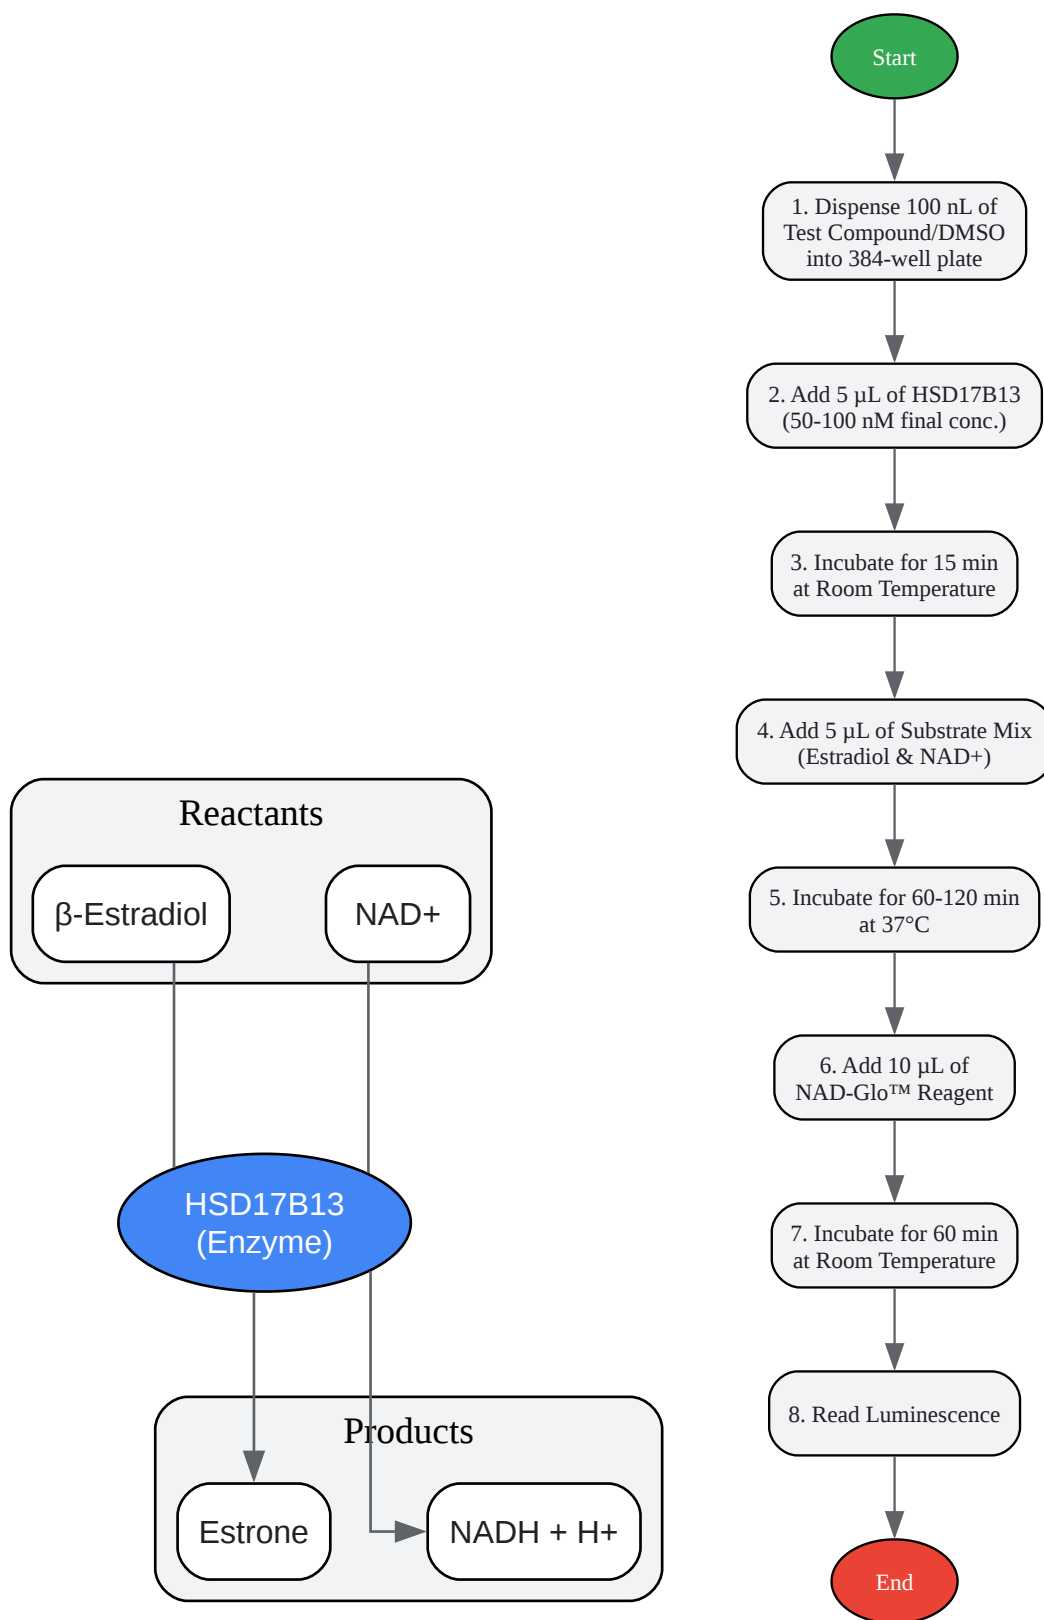 Reactants
β-Estradiol
NAD+
HSD17B13
(Enzyme)
Products
Estrone
NADH + H+
Start
1. Dispense 100 nL of
Test Compound/DMSO
into 384-well plate
2. Add 5 µL of HSD17B13
(50-100 nM final conc.)
3. Incubate for 15 min
at Room Temperature
4. Add 5 µL of Substrate Mix
(Estradiol & NAD+)
5. Incubate for 60-120 min
at 37°C
6. Add 10 µL of
NAD-Glo™ Reagent
7. Incubate for 60 min
at Room Temperature
8. Read Luminescence
End